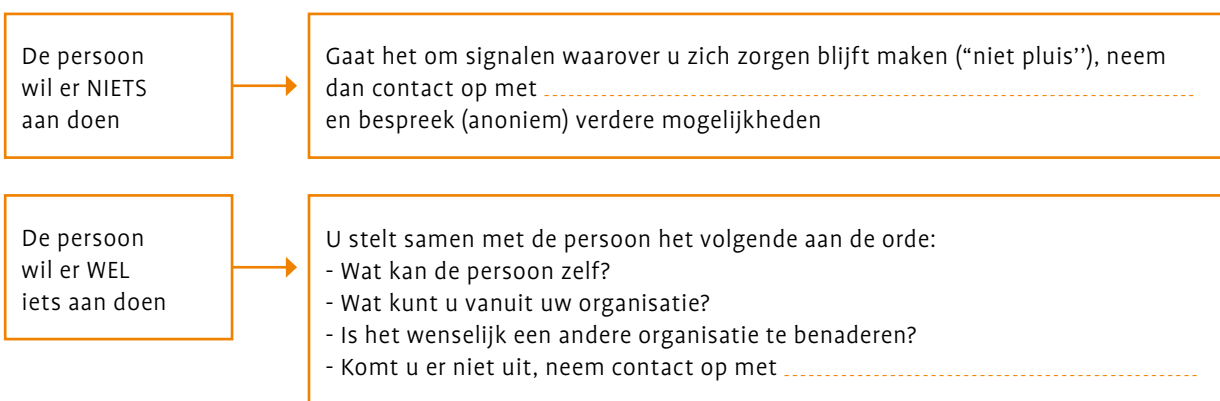 De persoon
wil er NIETS
aan doen
Gaat het om signalen waarover u zich zorgen blijft maken (“niet pluis’’), neem
dan contact op met
en bespreek (anoniem) verdere mogelijkheden
De persoon
wil er WEL
iets aan doen
U stelt samen met de persoon het volgende aan de orde:
- Wat kan de persoon zelf?
- Wat kunt u vanuit uw organisatie?
- Is het wenselijk een andere organisatie te benaderen?
- Komt u er niet uit, neem contact op met